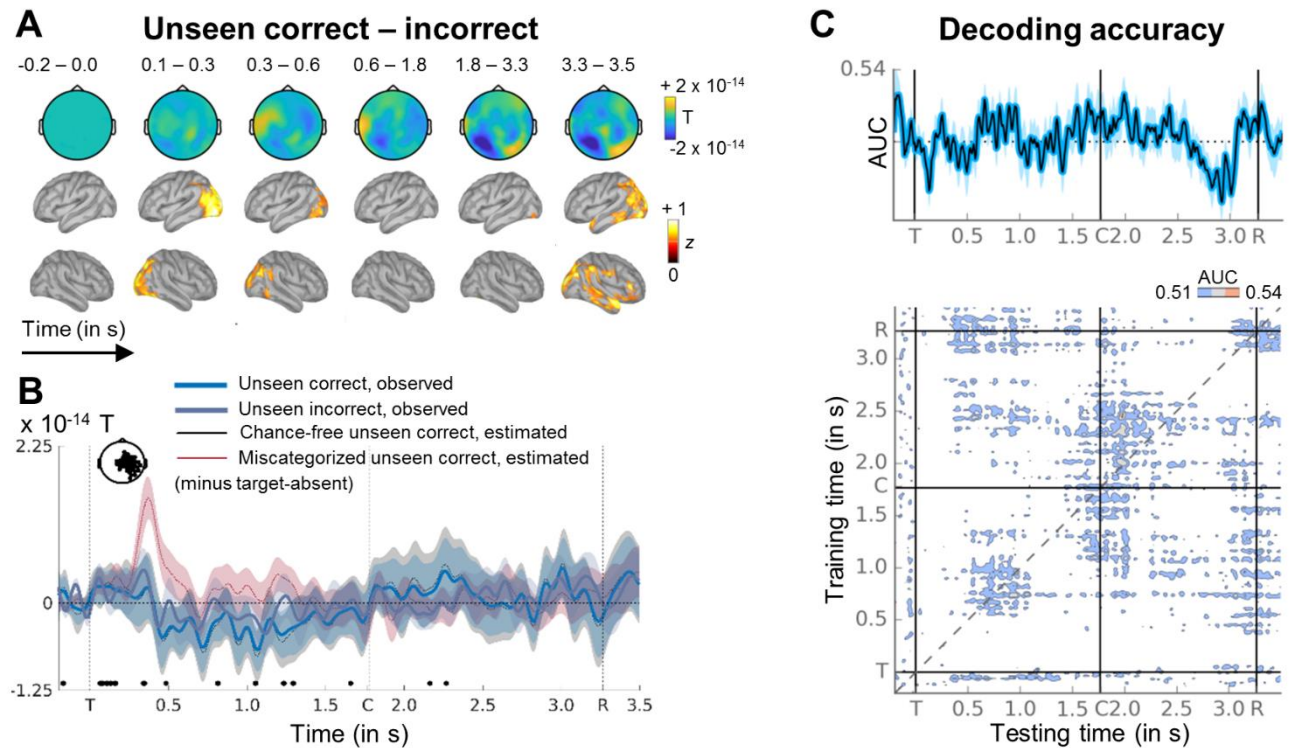 A Unseen correct – incorrect
-0.2 – 0.0 0.1 – 0.3 0.3 – 0.6 0.6 – 1.8 1.8 – 3.3 3.3 – 3.5
+ 2 x 10-14
T
-2 x 10-14
+ 1
z
0
Time (in s)
B
x 10-14 T
Unseen correct, observed
Unseen incorrect, observed
Chance-free unseen correct, estimated
Miscategorized unseen correct, estimated
(minus target-absent)
2.25
0
-1.25
T 0.5 1.0 1.5 C 2.0 2.5 3.0 R 3.5
Time (in s)
C Decoding accuracy
0.54
AUC
T 0.5 1.0 1.5 C 2.0 2.5 3.0 R
AUC
0.51 0.54
R
3.0
2.5
2.0
C
1.5
1.0
0.5
T
Training time (in s)
T 0.5 1.0 1.5 C 2.0 2.5 3.0 R
Testing time (in s)